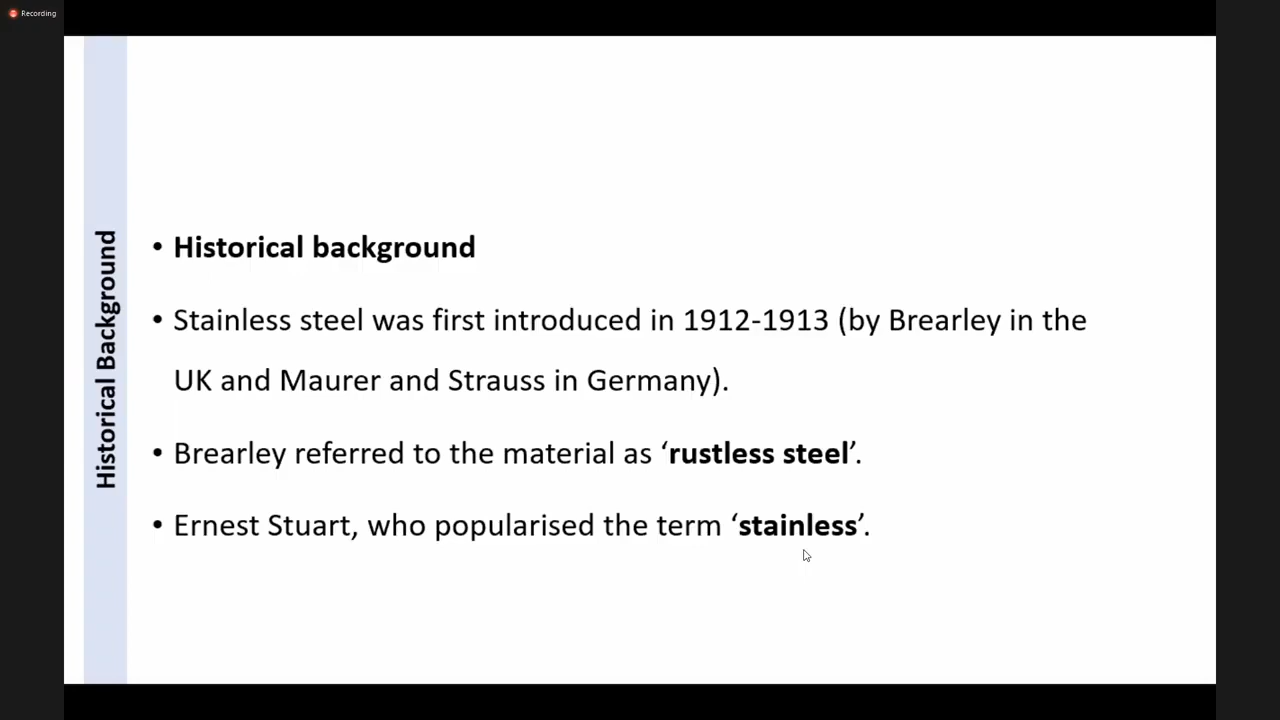 Recording
Historical Background
• Historical background
• Stainless steel was first introduced in 1912-1913 (by Brearley in the
UK and Maurer and Strauss in Germany).
• Brearley referred to the material as ‘rustless steel’.
• Ernest Stuart, who popularised the term ‘stainless’.